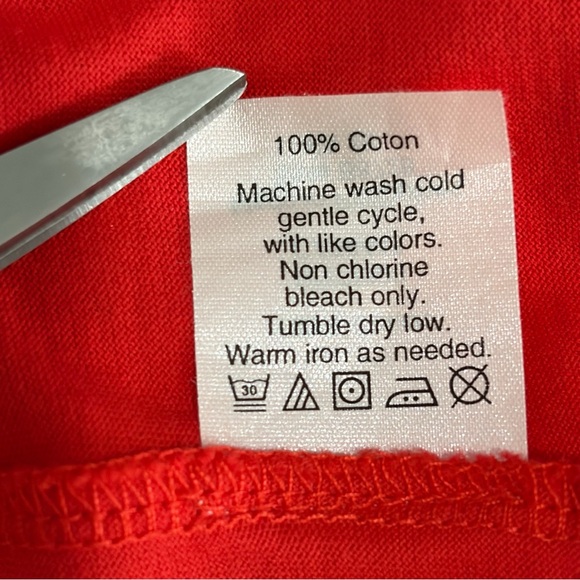 100% Coton
Machine wash cold
gentle cycle,
with like colors.
Non chlorine
bleach only.
Tumble dry low.
Warm iron as needed.
30